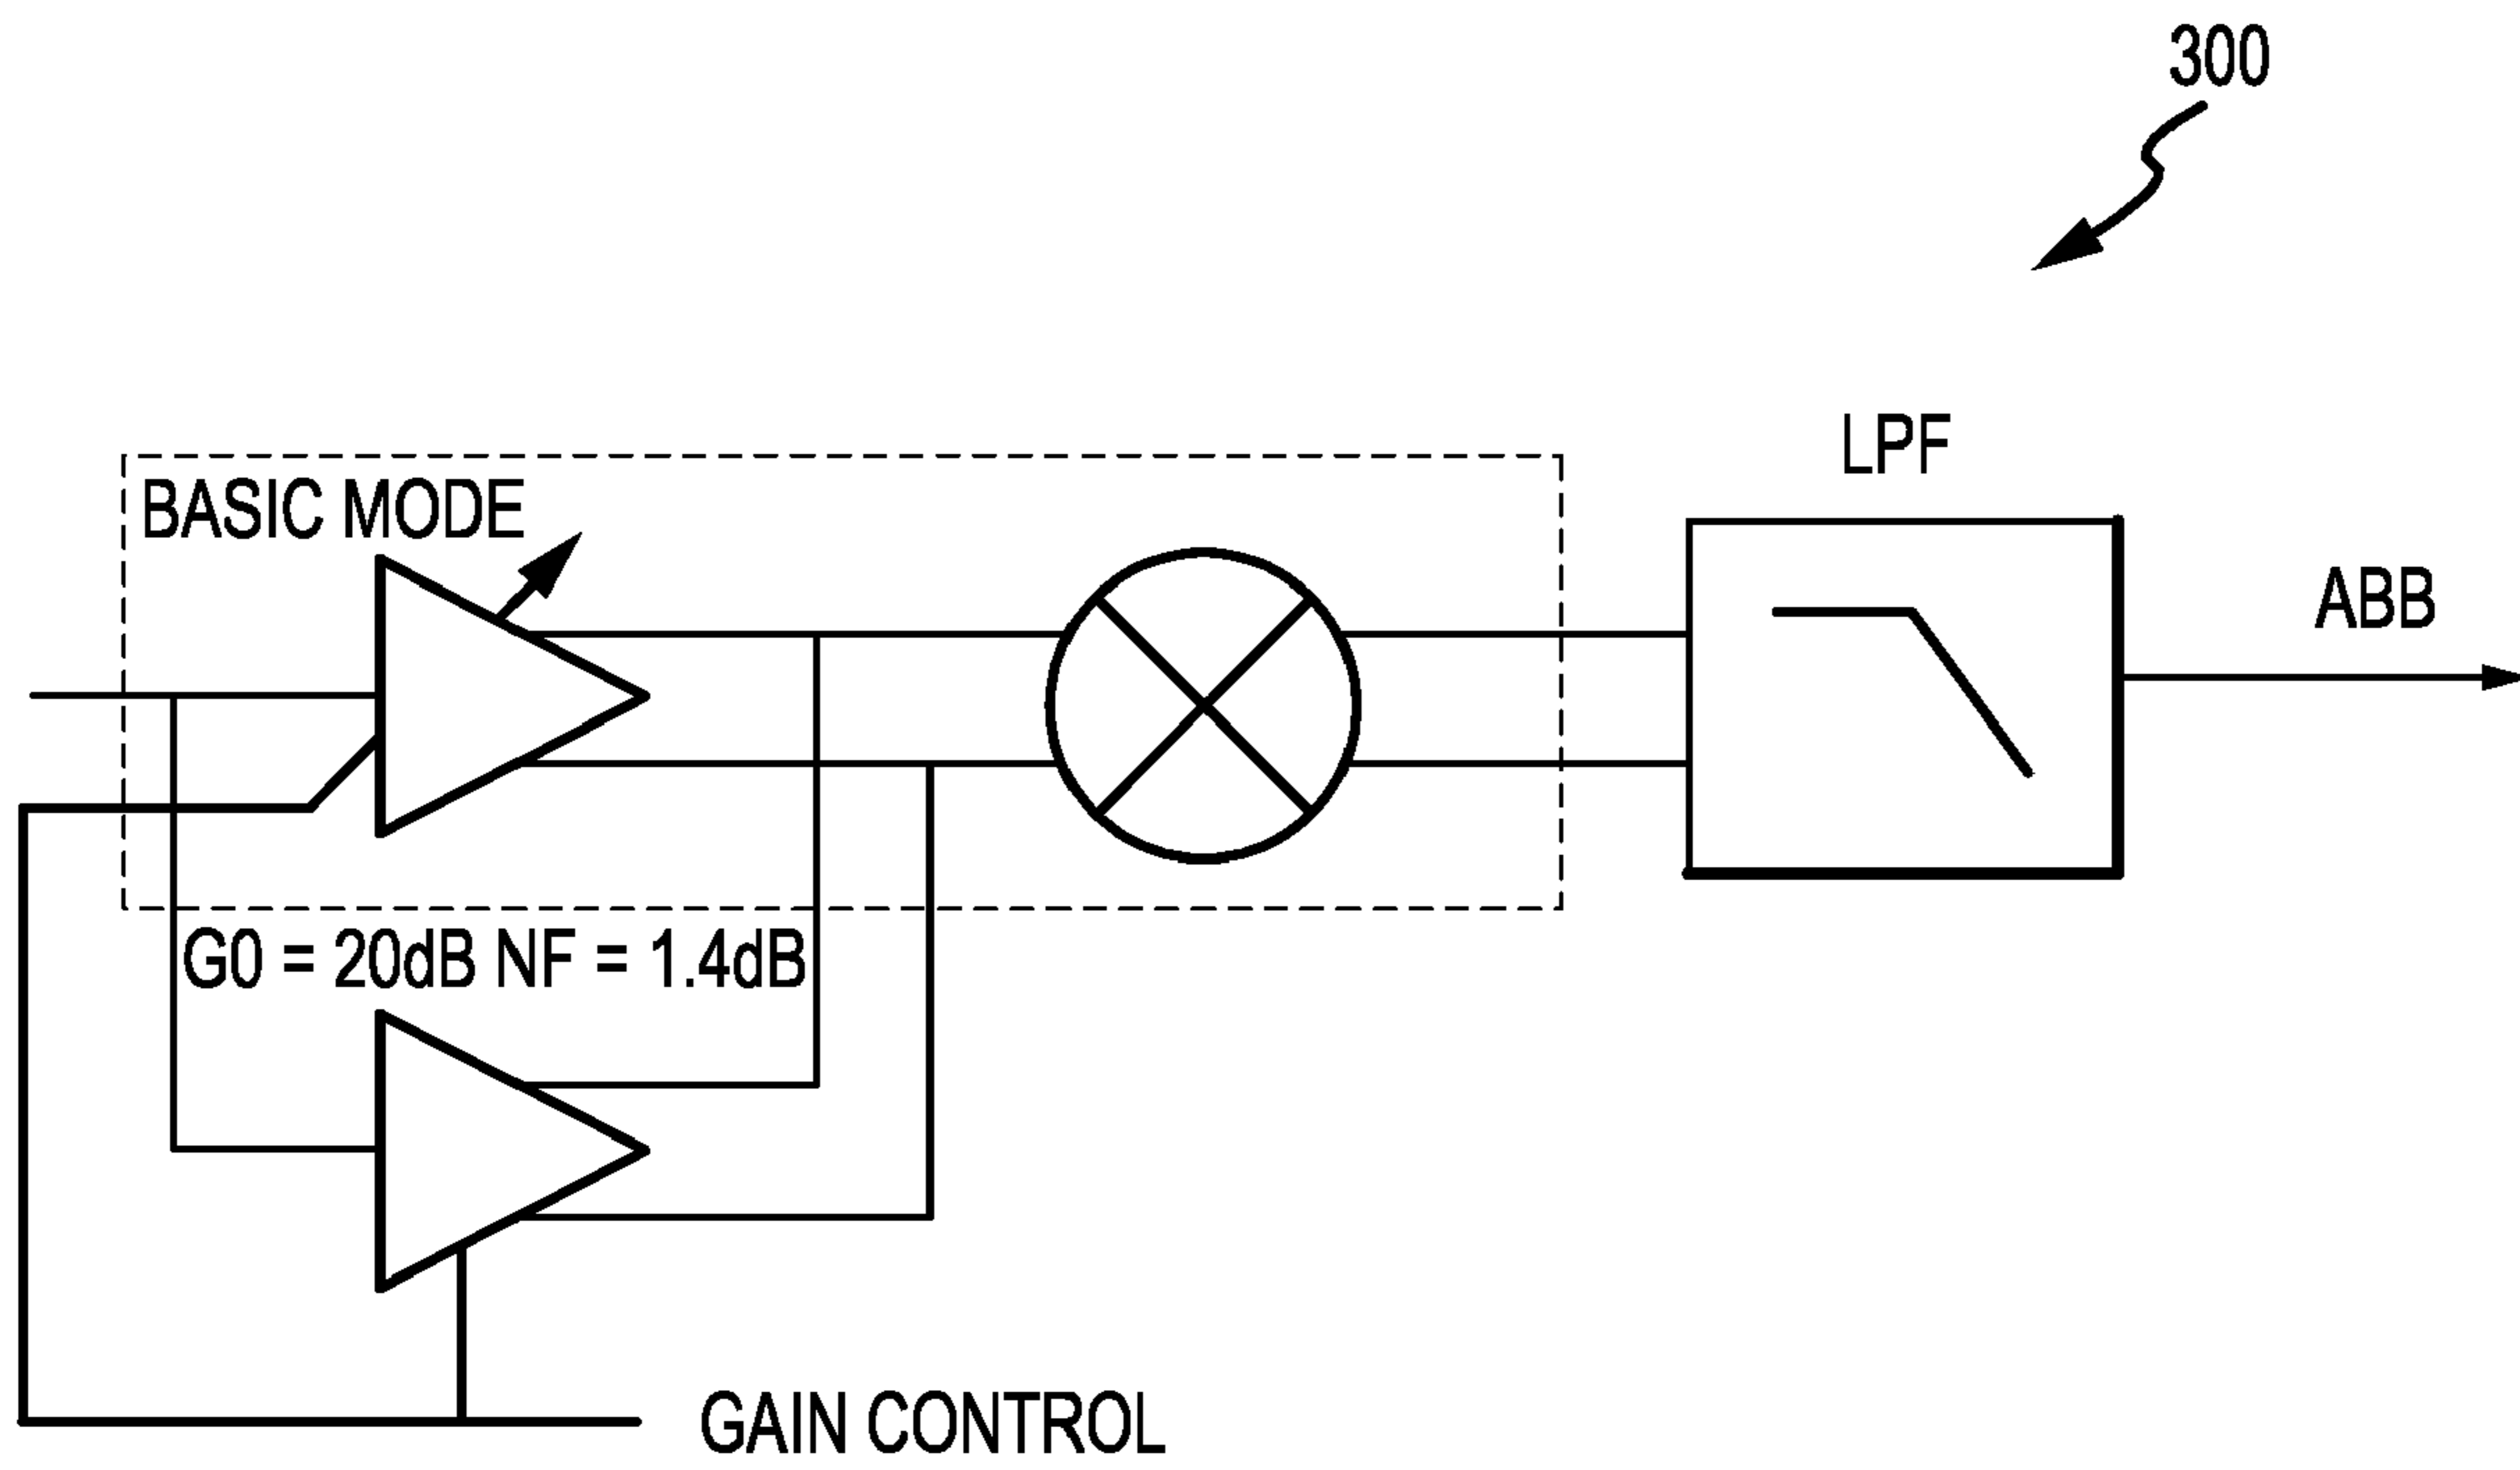 300
LPF
BASIC MODE
ABB
G0 = 20dB NF = 1.4dB
GAIN CONTROL